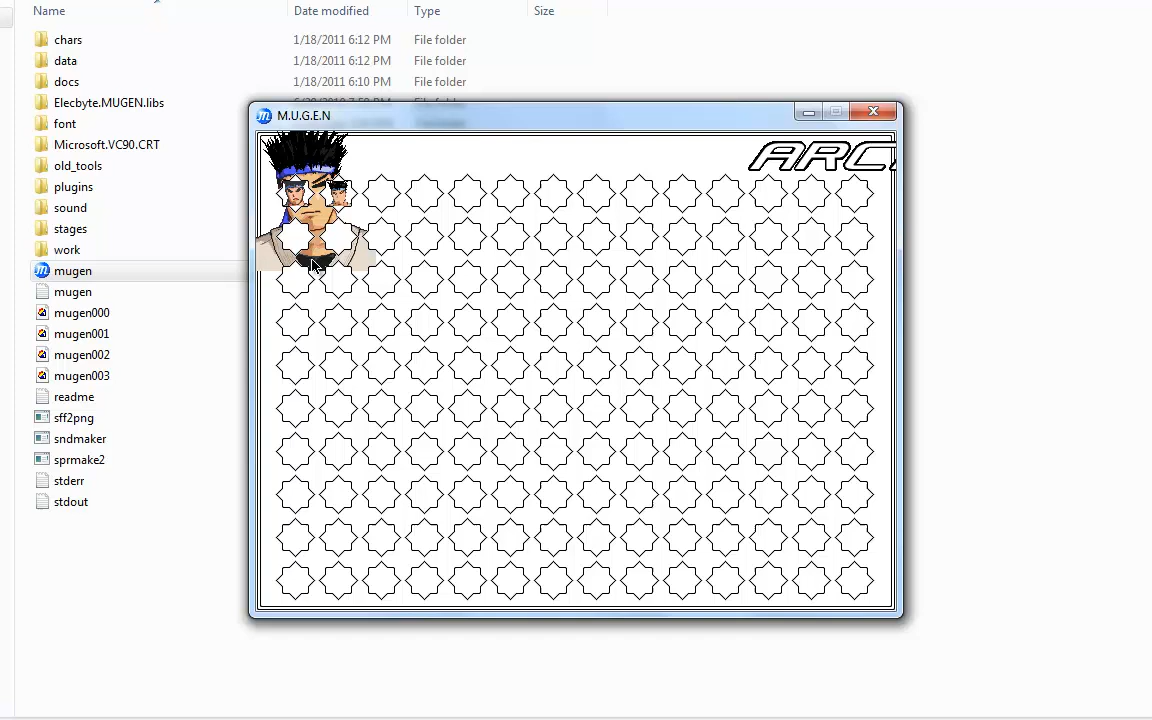 Name Date modified Type Size
chars 1/18/2011 6:12 PM File folder
data 1/18/2011 6:12 PM File folder
docs 1/18/2011 6:10 PM File folder
Elecbyte.MUGEN.libs
font
Microsoft.VC90.CRT
old_tools
plugins
sound
stages
work
mugen
mugen
mugen000
mugen001
mugen002
mugen003
readme
sff2png
sndmaker
sprmake2
stderr
stdout
M.U.G.E.N
ARC